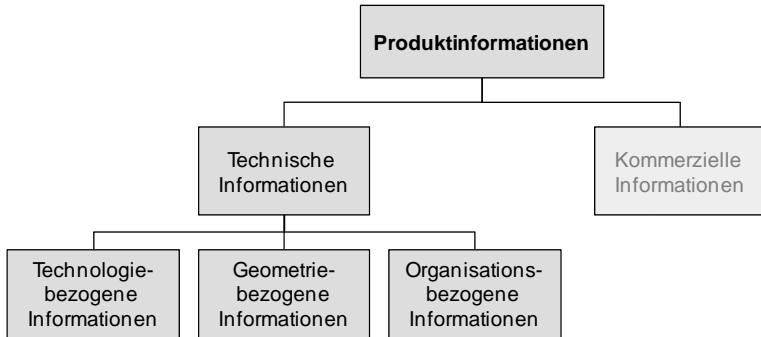 Produktinformationen
Technische
Informationen
Kommerzielle
Informationen
Technologie-
bezogene
Informationen
Geometrie-
bezogene
Informationen
Organisations-
bezogene
Informationen